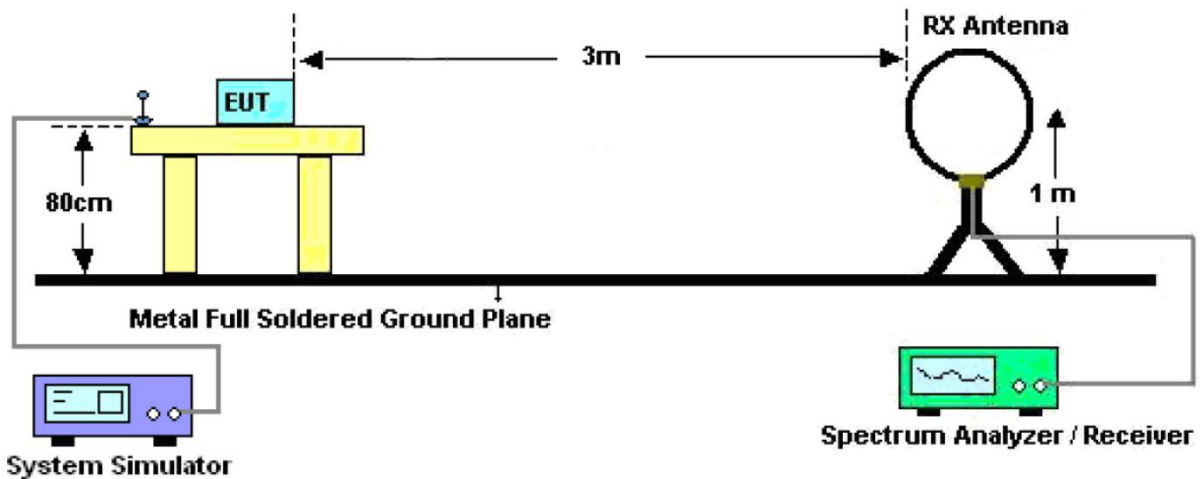 RX Antenna
3m
EUT
80cm
1 m
Metal Full Soldered Ground Plane
Spectrum Analyzer / Receiver
System Simulator